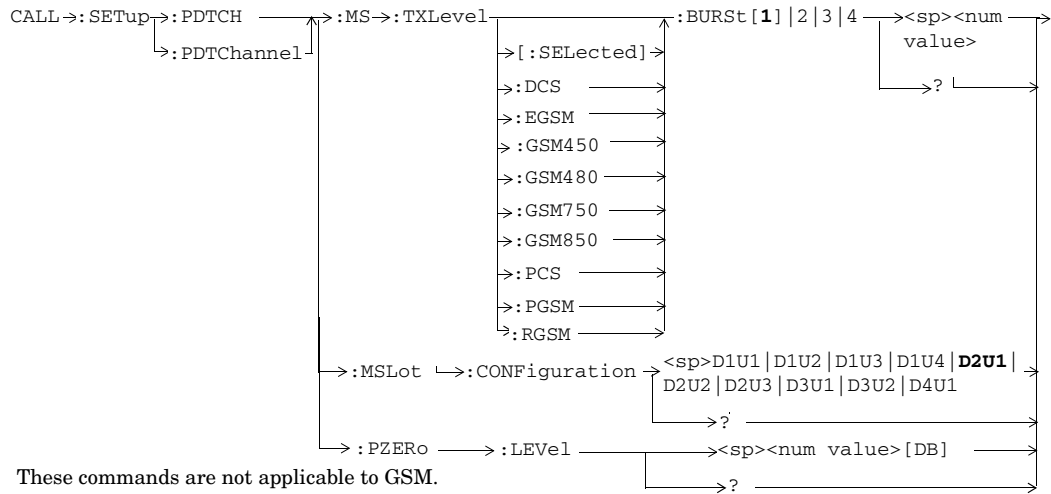 CALL :SETup :PDTCH :MS :TXLevel :BURSt[1]|2|3|4 <sp><num value>
:PDTChannel
[:SELected]
?
:DCS
:EGSM
:GSM450
:GSM480
:GSM750
:GSM850
:PCS
:PGSM
:RGSM
:MSLot :CONFiguration <sp>D1U1|D1U2|D1U3|D1U4|D2U1|
D2U2|D2U3|D3U1|D3U2|D4U1
?
:PZERo :LEVel <sp><num value>[DB]
These commands are not applicable to GSM.
?